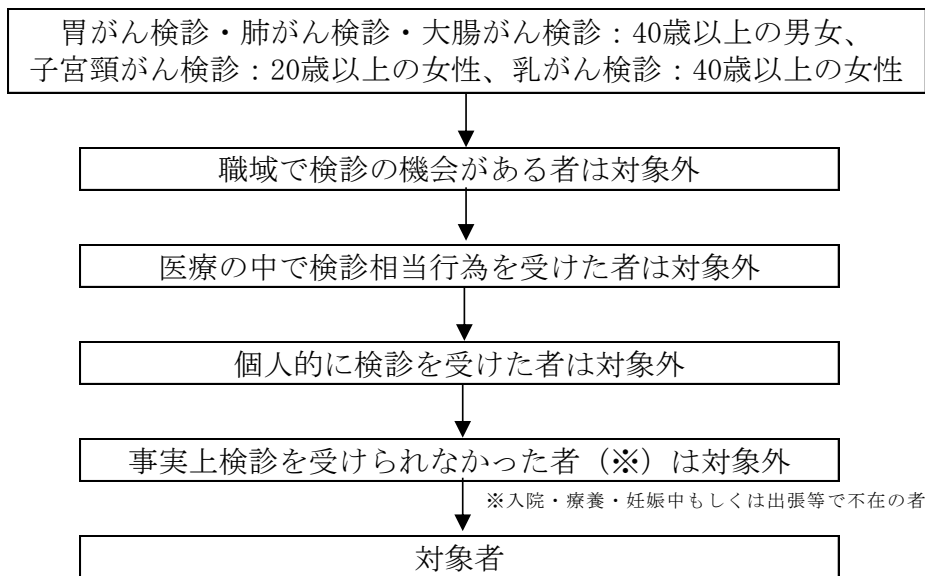 胃がん検診・肺がん検診・大腸がん検診：40歳以上の男女、
子宮頸がん検診：20歳以上の女性、乳がん検診：40歳以上の女性
職域で検診の機会がある者は対象外
医療の中で検診相当行為を受けた者は対象外
個人的に検診を受けた者は対象外
事実上検診を受けられなかった者（※）は対象外
※入院・療養・妊娠中もしくは出張等で不在の者
対象者